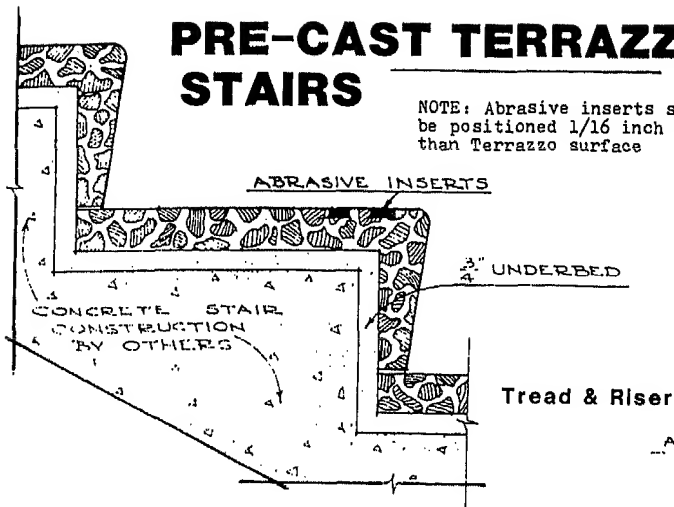 PRE-CAST TERRAZZ
STAIRS
NOTE: Abrasive inserts s
be positioned 1/16 inch
than Terrazzo surface
ABRASIVE INSERTS
3/4" UNDERBED
CONCRETE STAIR
CONSTRUCTION
BY OTHERS
Tread & Riser
A